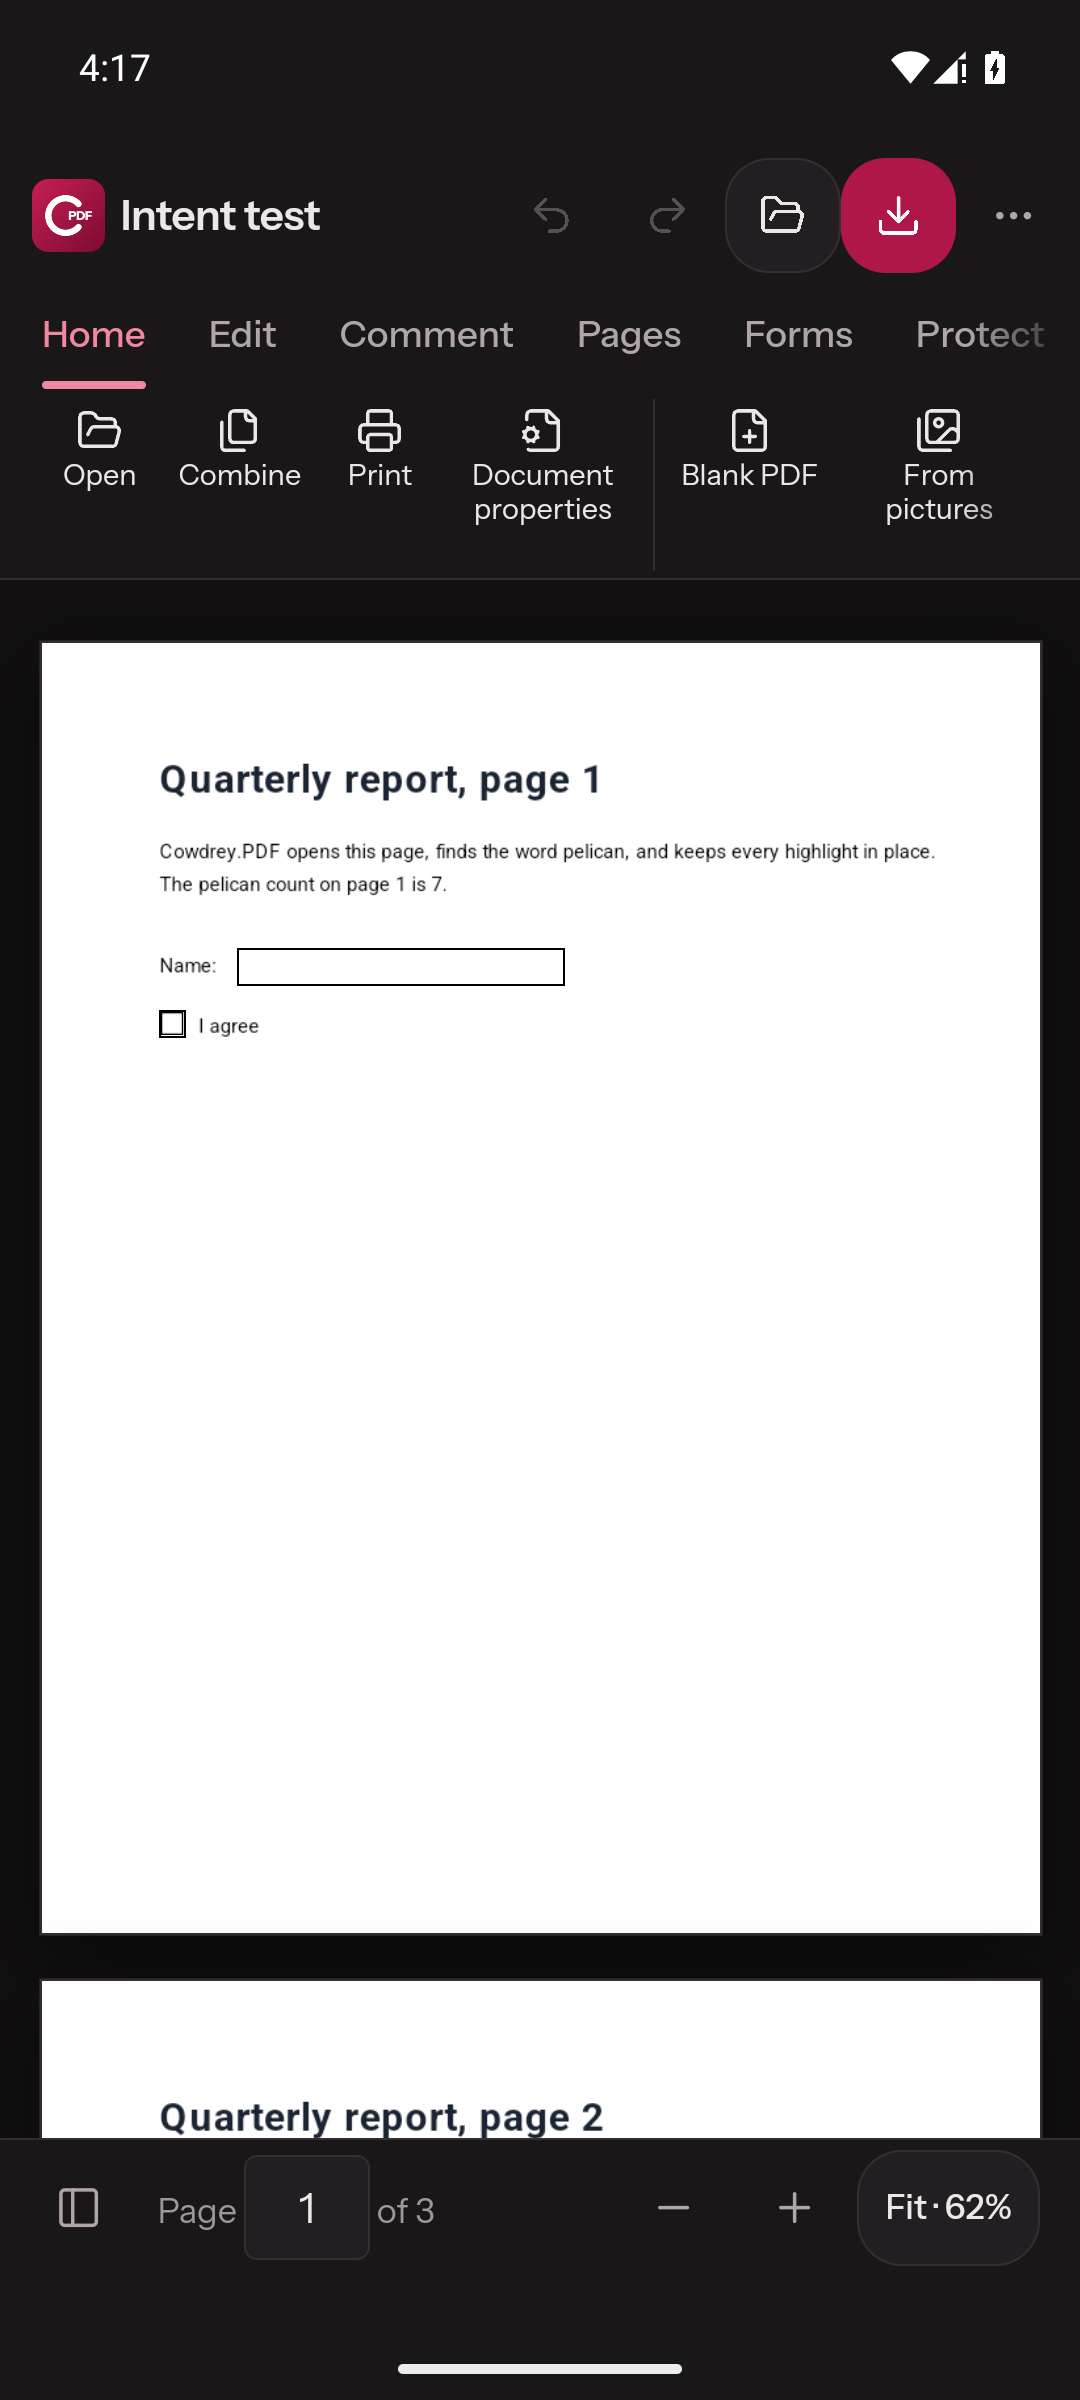 4:17
PDF
Intent test
Home Edit Comment Pages Forms Protect
Open Combine Print Document properties Blank PDF From pictures
Quarterly report, page 1
Cowdrey.PDF opens this page, finds the word pelican, and keeps every highlight in place.
The pelican count on page 1 is 7.
Name:
I agree
Quarterly report, page 2
Page 1 of 3 Fit · 62%